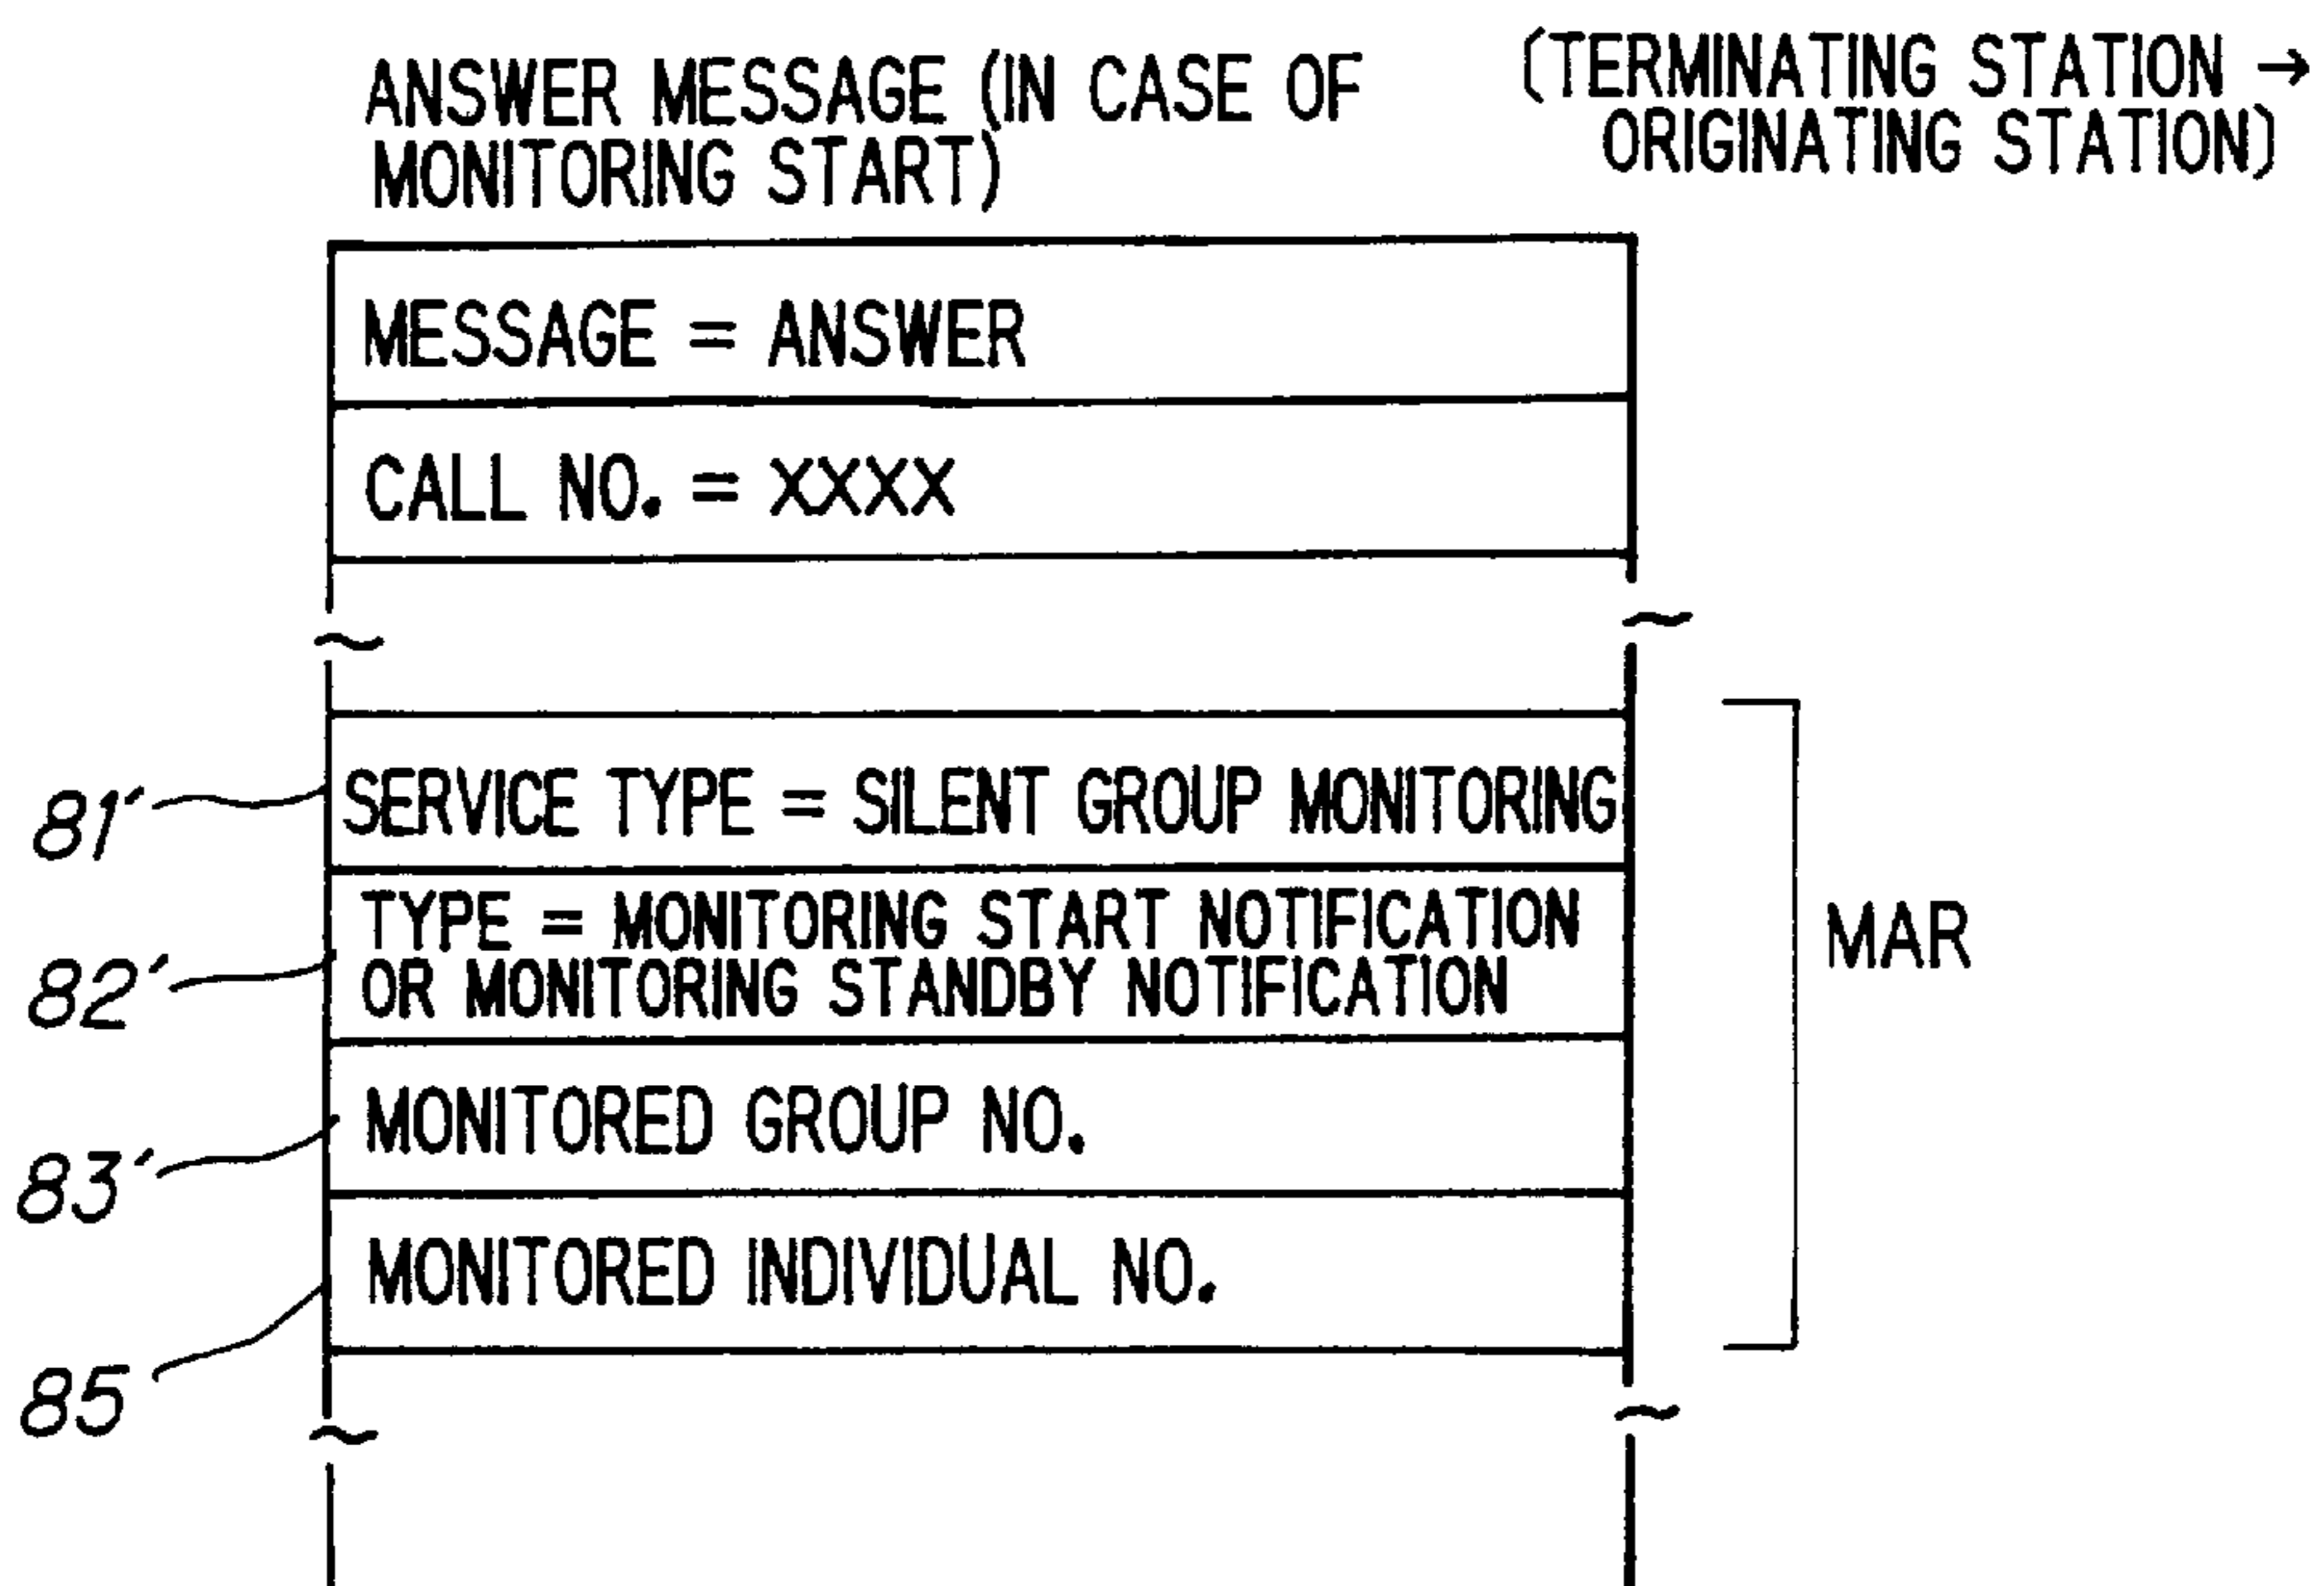 ANSWER MESSAGE (IN CASE OF
MONITORING START)
(TERMINATING STATION →
ORIGINATING STATION)
MESSAGE = ANSWER
CALL NO. = XXXX
81' SERVICE TYPE = SILENT GROUP MONITORING
82' TYPE = MONITORING START NOTIFICATION
OR MONITORING STANDBY NOTIFICATION
MAR
83' MONITORED GROUP NO.
85 MONITORED INDIVIDUAL NO.